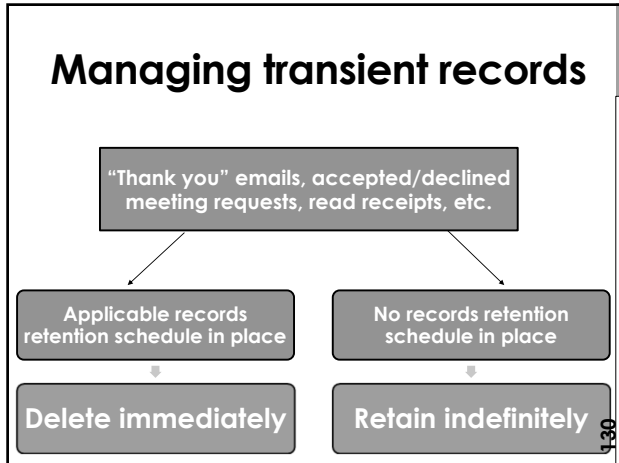 Managing transient records
“Thank you” emails, accepted/declined
meeting requests, read receipts, etc.
Applicable records
retention schedule in place
No records retention
schedule in place
Delete immediately
Retain indefinitely
130